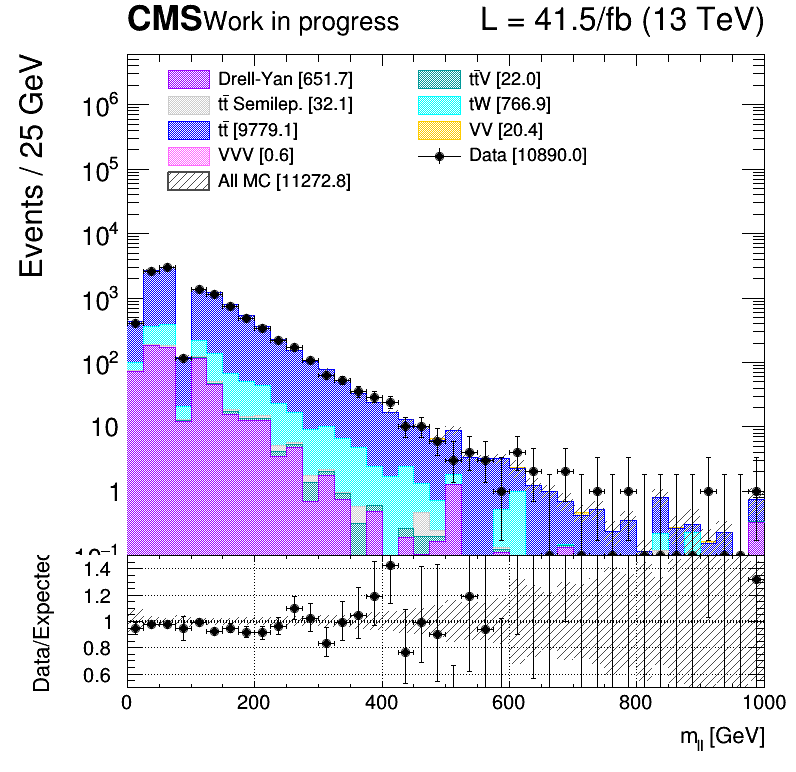 CMS Work in progress L = 41.5/fb (13 TeV)
Events / 25 GeV
Drell-Yan [651.7] tt̄V [22.0]
tt̄ Semilep. [32.1] tW [766.9]
tt̄ [9779.1] VV [20.4]
VVV [0.6] Data [10890.0]
All MC [11272.8]
10⁶
10⁵
10⁴
10³
10²
10
1
10⁻¹
Data/Expected
1.4
1.2
1
0.8
0.6
0 200 400 600 800 1000
m_ll [GeV]